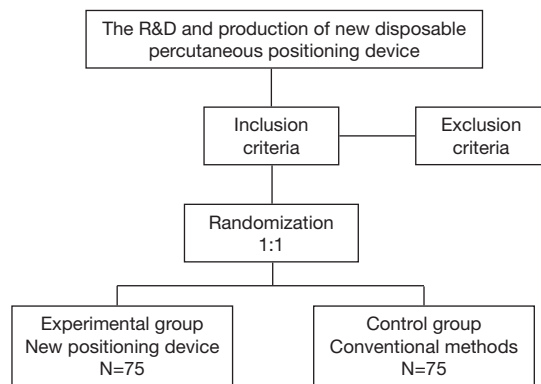 The R&D and production of new disposable
percutaneous positioning device
Inclusion
criteria
Exclusion
criteria
Randomization
1:1
Experimental group
New positioning device
N=75
Control group
Conventional methods
N=75